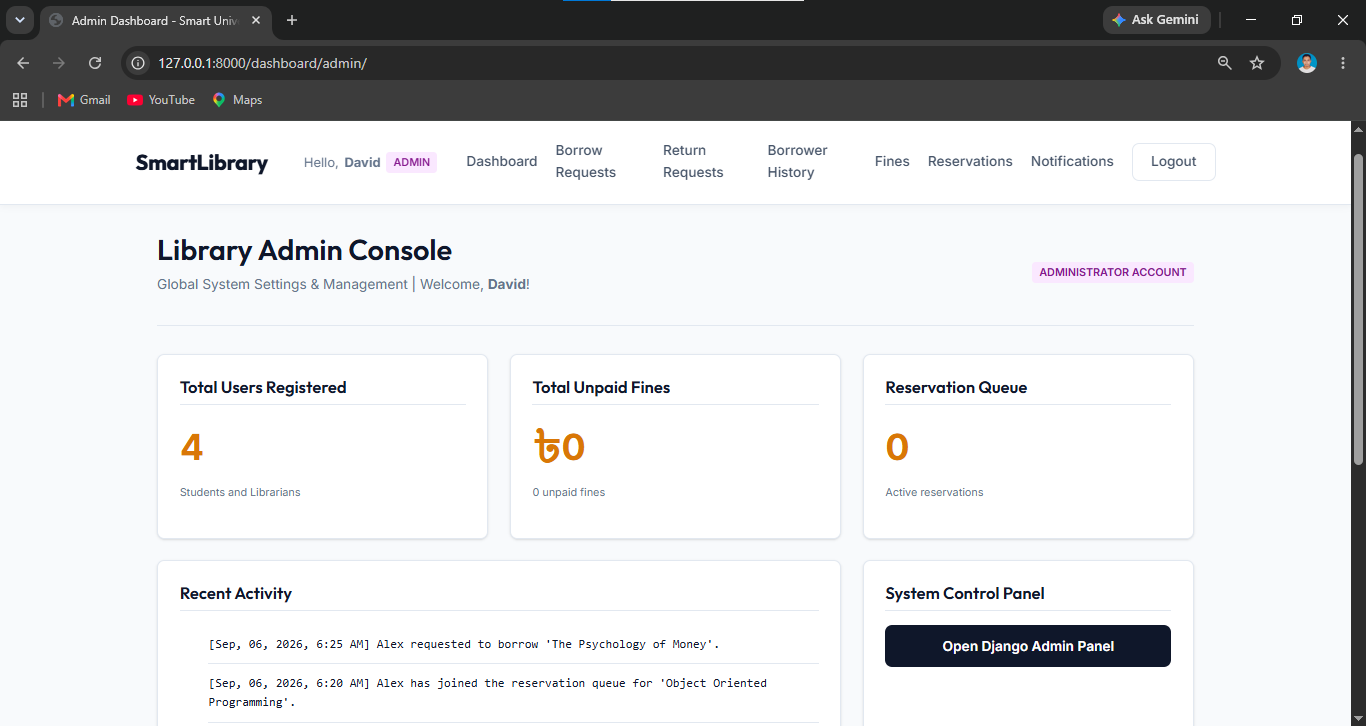 Admin Dashboard - Smart Univ
Ask Gemini
127.0.0.1:8000/dashboard/admin/
Gmail
YouTube
Maps
SmartLibrary
Hello, David ADMIN
Dashboard
Borrow
Requests
Return
Requests
Borrower
History
Fines
Reservations
Notifications
Logout
Library Admin Console
Global System Settings & Management | Welcome, David!
ADMINISTRATOR ACCOUNT
Total Users Registered
4
Students and Librarians
Total Unpaid Fines
৳0
0 unpaid fines
Reservation Queue
0
Active reservations
Recent Activity
[Sep, 06, 2026, 6:25 AM] Alex requested to borrow 'The Psychology of Money'.
[Sep, 06, 2026, 6:20 AM] Alex has joined the reservation queue for 'Object Oriented
Programming'.
System Control Panel
Open Django Admin Panel